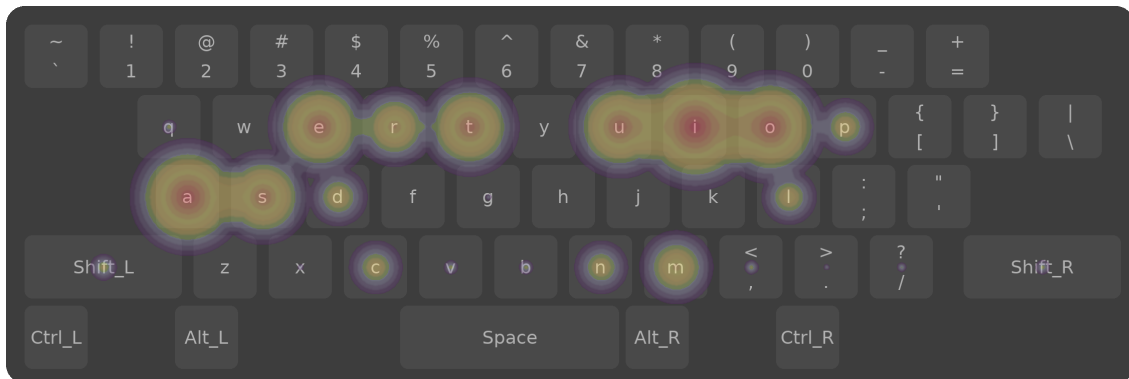 ~ ! @ # $ % ^ & * ( ) _ +
` 1 2 3 4 5 6 7 8 9 0 - =
q w e r t y u i o p { } |
[ ] \
a s d f g h j k l : "
; '
Shift_L z x c v b n m < > ? Shift_R
, . /
Ctrl_L Alt_L Space Alt_R Ctrl_R